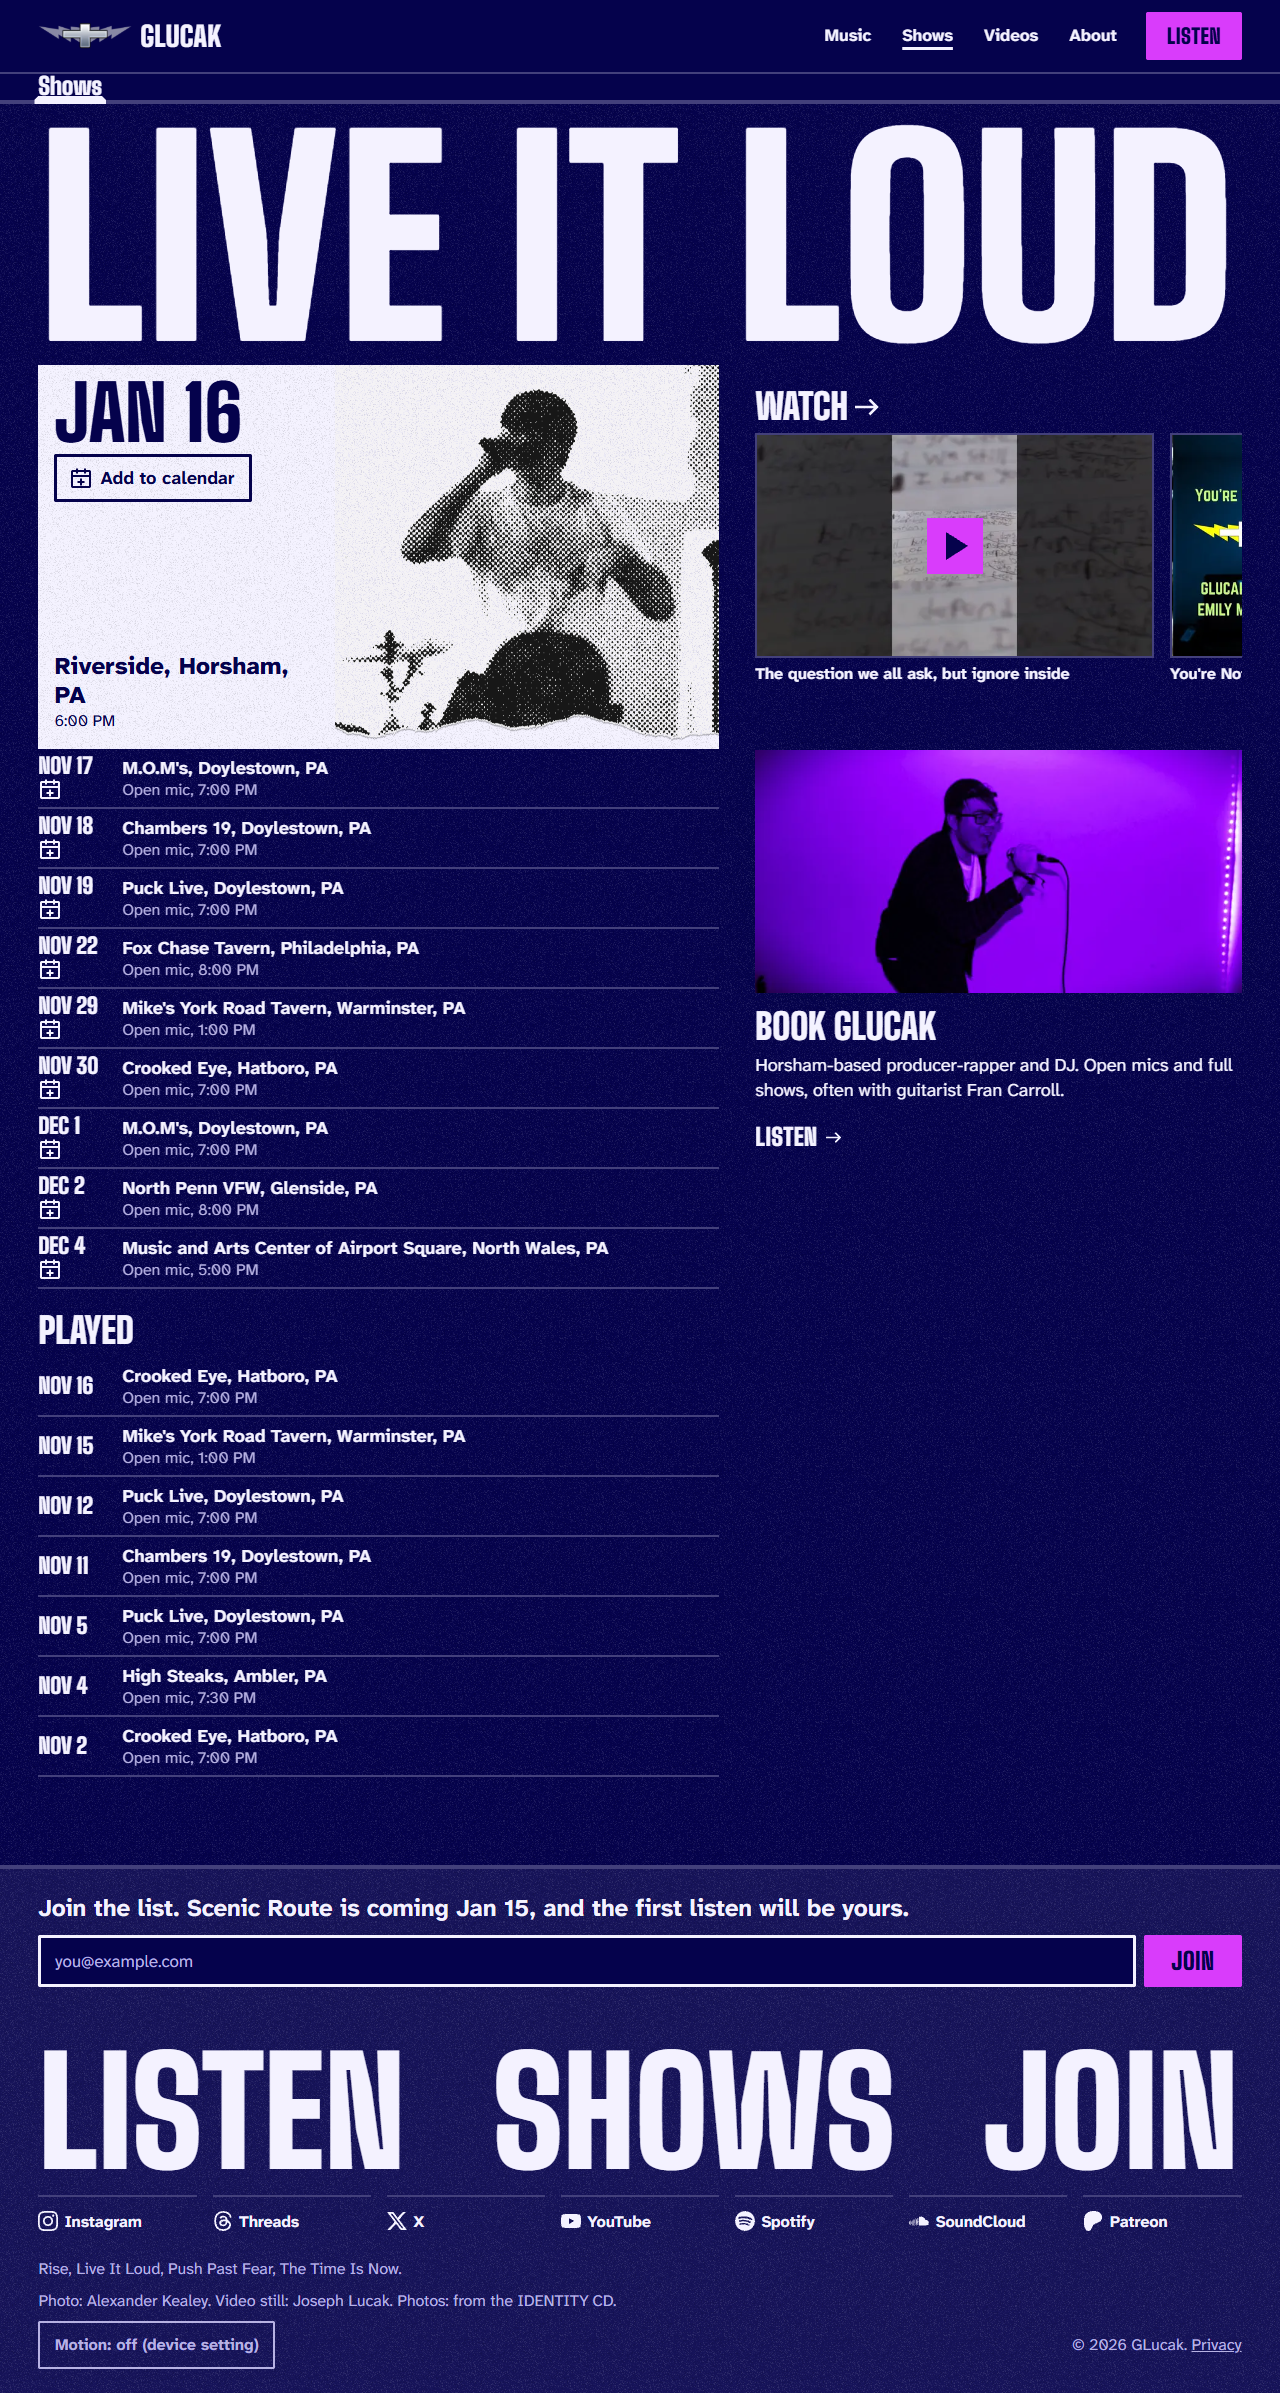 GLUCAK
Music
Shows
Videos
About
LISTEN
Shows
LIVE IT LOUD
JAN 16
Add to calendar
Riverside, Horsham,
PA
6:00 PM
WATCH
The question we all ask, but ignore inside
YOU'RE
GLUCA
EMILY M
You're No
NOV 17
M.O.M's, Doylestown, PA
Open mic, 7:00 PM
NOV 18
Chambers 19, Doylestown, PA
Open mic, 7:00 PM
NOV 19
Puck Live, Doylestown, PA
Open mic, 7:00 PM
NOV 22
Fox Chase Tavern, Philadelphia, PA
Open mic, 8:00 PM
NOV 29
Mike's York Road Tavern, Warminster, PA
Open mic, 1:00 PM
NOV 30
Crooked Eye, Hatboro, PA
Open mic, 7:00 PM
DEC 1
M.O.M's, Doylestown, PA
Open mic, 7:00 PM
DEC 2
North Penn VFW, Glenside, PA
Open mic, 8:00 PM
DEC 4
Music and Arts Center of Airport Square, North Wales, PA
Open mic, 5:00 PM
BOOK GLUCAK
Horsham-based producer-rapper and DJ. Open mics and full
shows, often with guitarist Fran Carroll.
LISTEN
PLAYED
NOV 16
Crooked Eye, Hatboro, PA
Open mic, 7:00 PM
NOV 15
Mike's York Road Tavern, Warminster, PA
Open mic, 1:00 PM
NOV 12
Puck Live, Doylestown, PA
Open mic, 7:00 PM
NOV 11
Chambers 19, Doylestown, PA
Open mic, 7:00 PM
NOV 5
Puck Live, Doylestown, PA
Open mic, 7:00 PM
NOV 4
High Steaks, Ambler, PA
Open mic, 7:30 PM
NOV 2
Crooked Eye, Hatboro, PA
Open mic, 7:00 PM
Join the list. Scenic Route is coming Jan 15, and the first listen will be yours.
you@example.com
JOIN
LISTEN
SHOWS
JOIN
Instagram
Threads
X
YouTube
Spotify
SoundCloud
Patreon
Rise, Live It Loud, Push Past Fear, The Time Is Now.
Photo: Alexander Kealey. Video still: Joseph Lucak. Photos: from the IDENTITY CD.
Motion: off (device setting)
© 2026 GLucak. Privacy